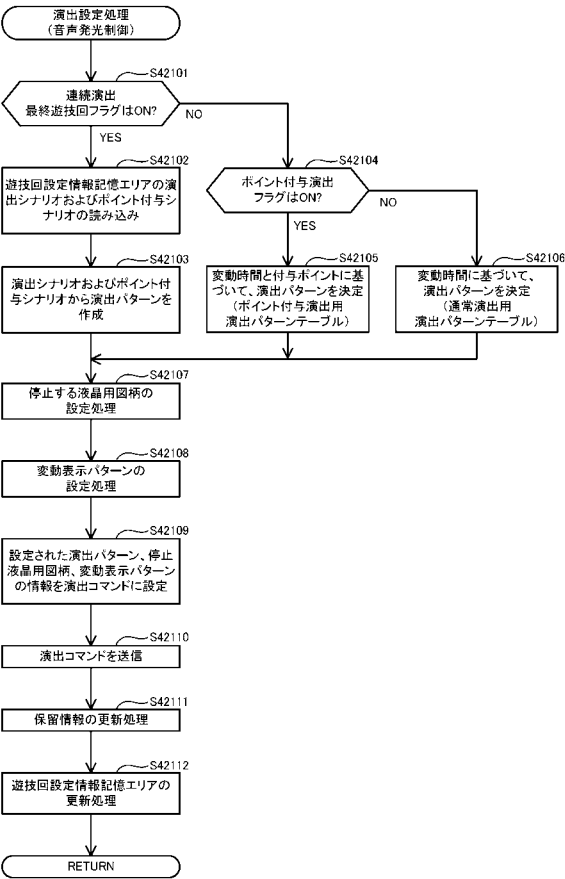 演出設定処理
(音声発光制御)
S42101
連続演出
最終遊技回フラグはON?
NO
YES
S42102
遊技回設定情報記憶エリアの演
出シナリオおよびポイント付与シ
ナリオの読み込み
S42104
ポイント付与演出
フラグはON?
NO
YES
S42103
演出シナリオおよびポイント付
与シナリオから演出パターンを
作成
S42105
変動時間と付与ポイントに基
づいて、演出パターンを決定
(ポイント付与演出用
演出パターンテーブル)
S42106
変動時間に基づいて、
演出パターンを決定
(通常演出用
演出パターンテーブル)
S42107
停止する液晶用図柄の
設定処理
S42108
変動表示パターンの
設定処理
S42109
設定された演出パターン、停止
液晶用図柄、変動表示パターン
の情報を演出コマンドに設定
S42110
演出コマンドを送信
S42111
保留情報の更新処理
S42112
遊技回設定情報記憶エリアの
更新処理
RETURN